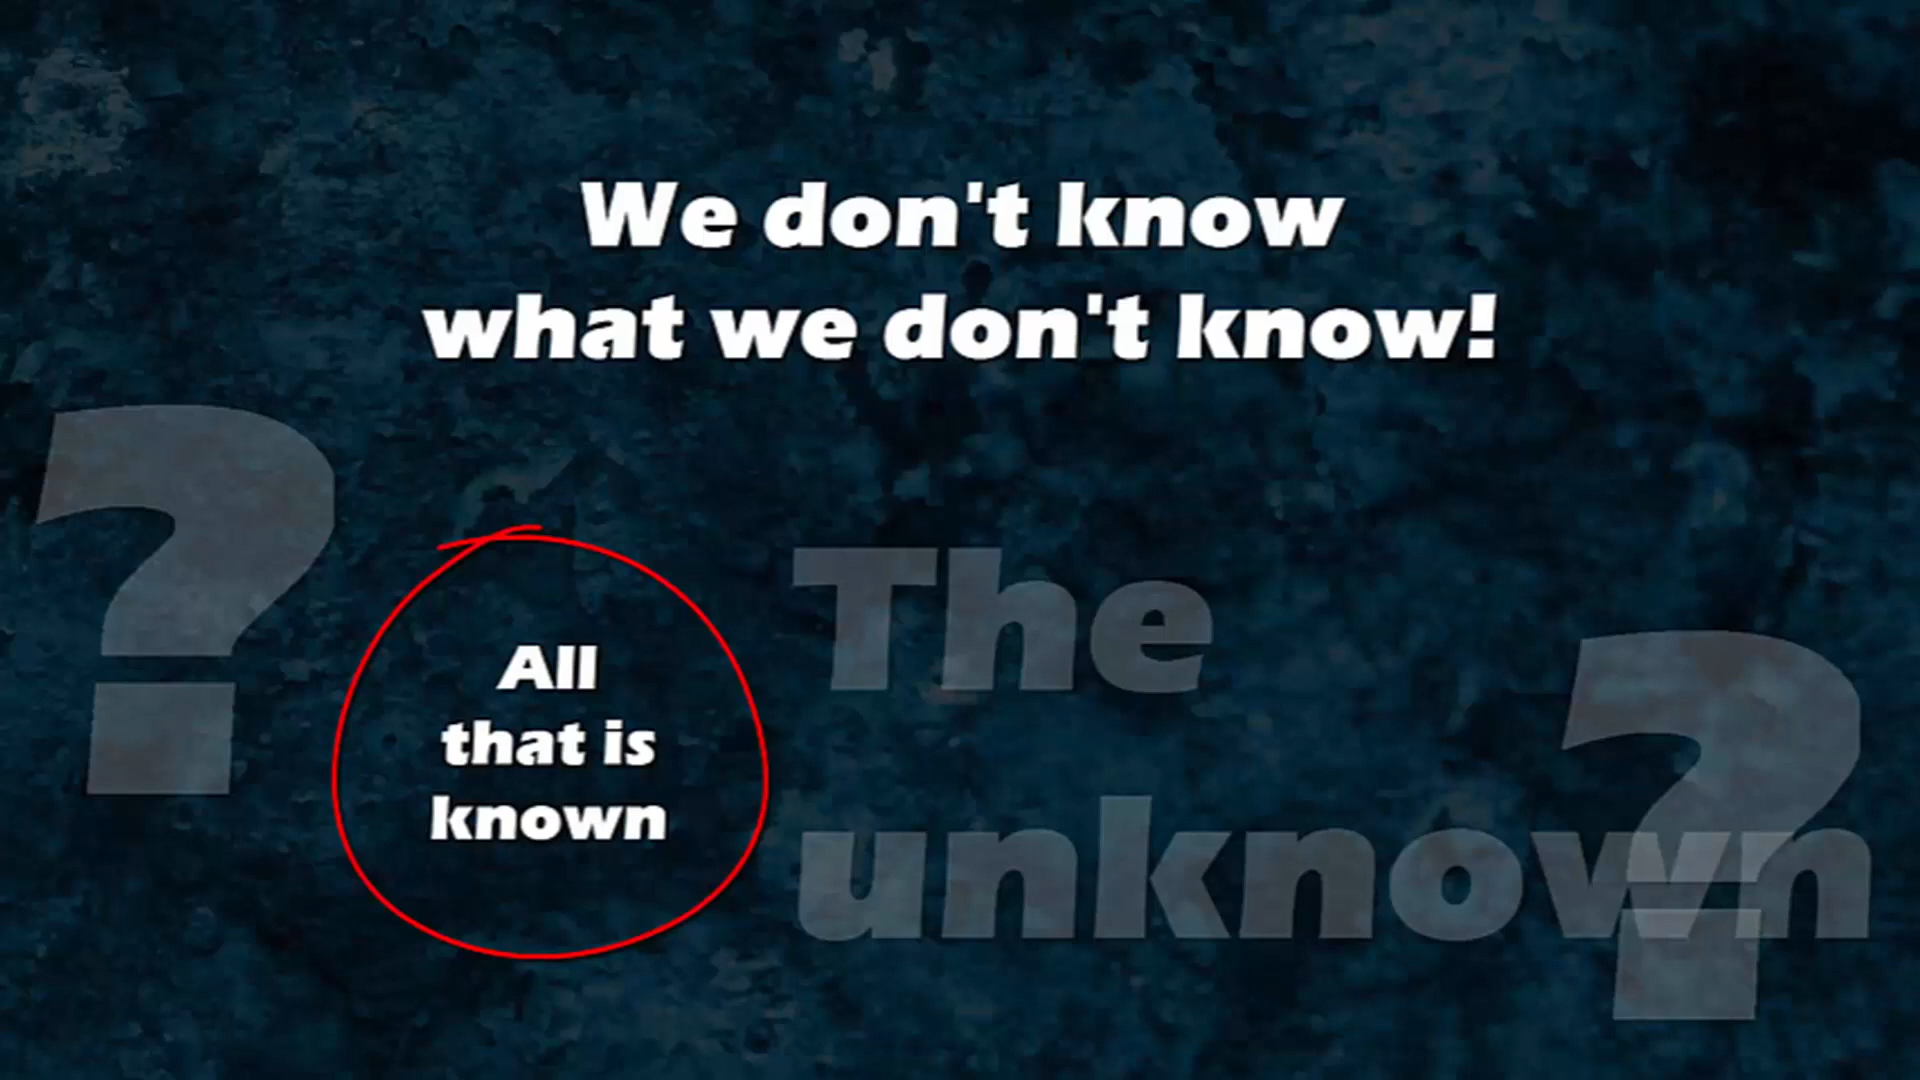 We don't know
what we don't know!
?
All
that is
known
The
unknown
?